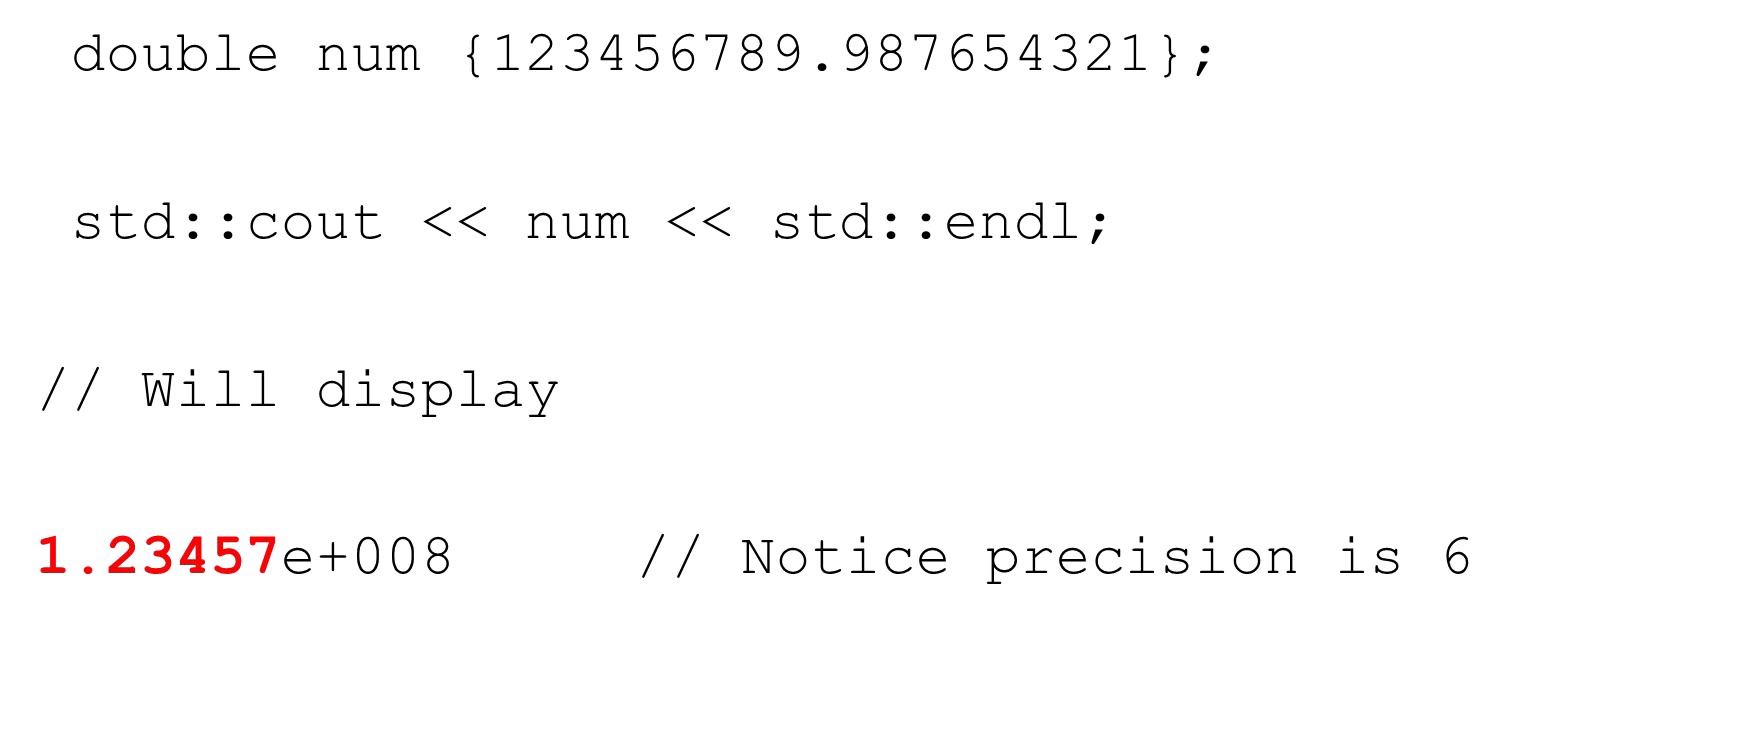 double num {123456789.987654321};
std::cout << num << std::endl;
// Will display
1.23457e+008 // Notice precision is 6